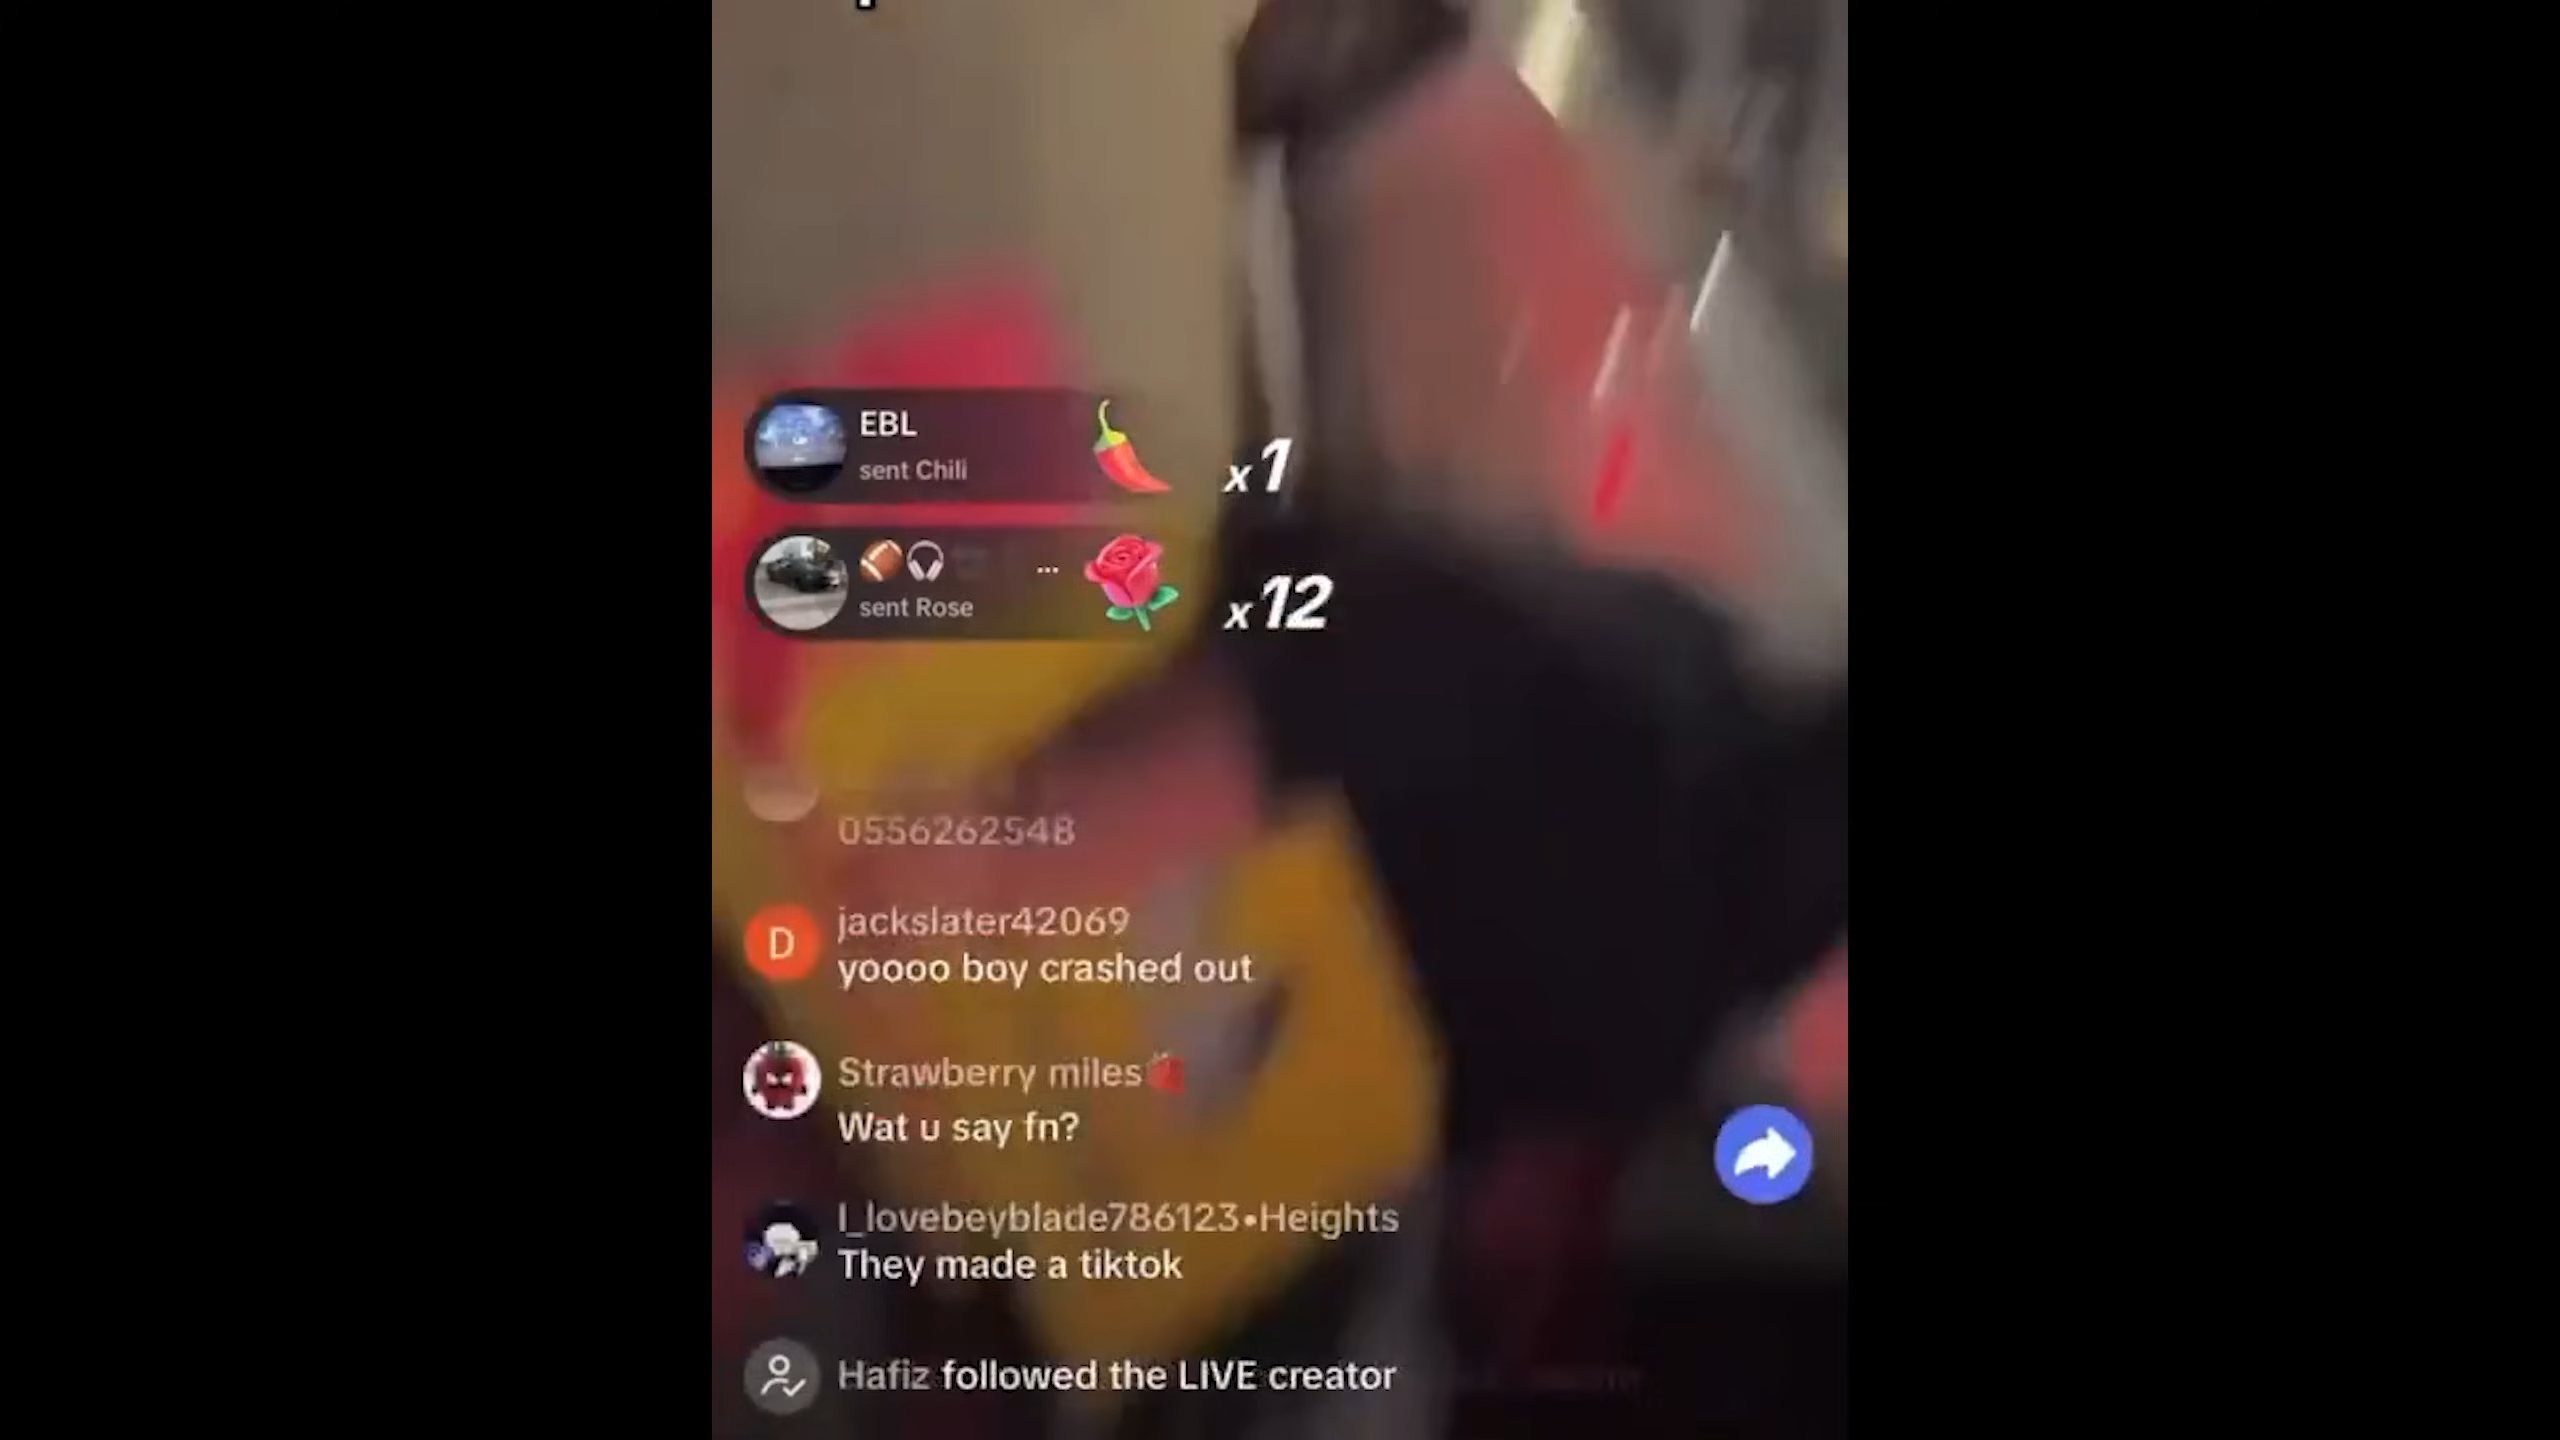 EBL
sent Chili
x1
🏈🎧 ...
sent Rose
x12
0556262548
D
jackslater42069
yoooo boy crashed out
Strawberry miles🍓
Wat u say fn?
I_lovebeyblade786123•Heights
They made a tiktok
Hafiz followed the LIVE creator